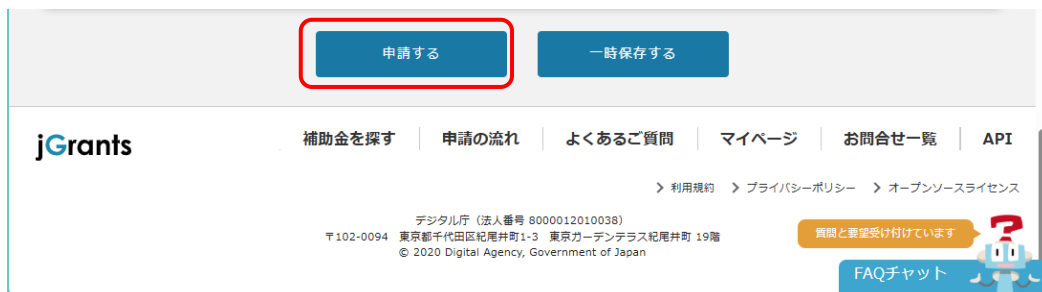 申請する
一時保存する
jGrants
補助金を探す
申請の流れ
よくあるご質問
マイページ
お問合せ一覧
API
利用規約
プライバシーポリシー
オープンソースライセンス
デジタル庁（法人番号 8000012010038）
〒102-0094 東京都千代田区紀尾井町1-3 東京ガーデンテラス紀尾井町 19階
© 2020 Digital Agency, Government of Japan
質問と要望受け付けています
FAQチャット